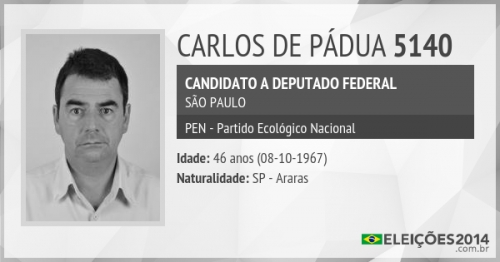 CARLOS DE PÁDUA 5140
CANDIDATO A DEPUTADO FEDERAL
SÃO PAULO
PEN - Partido Ecológico Nacional
Idade: 46 anos (08-10-1967)
Naturalidade: SP - Araras
ELEIÇÕES2014
.com.br